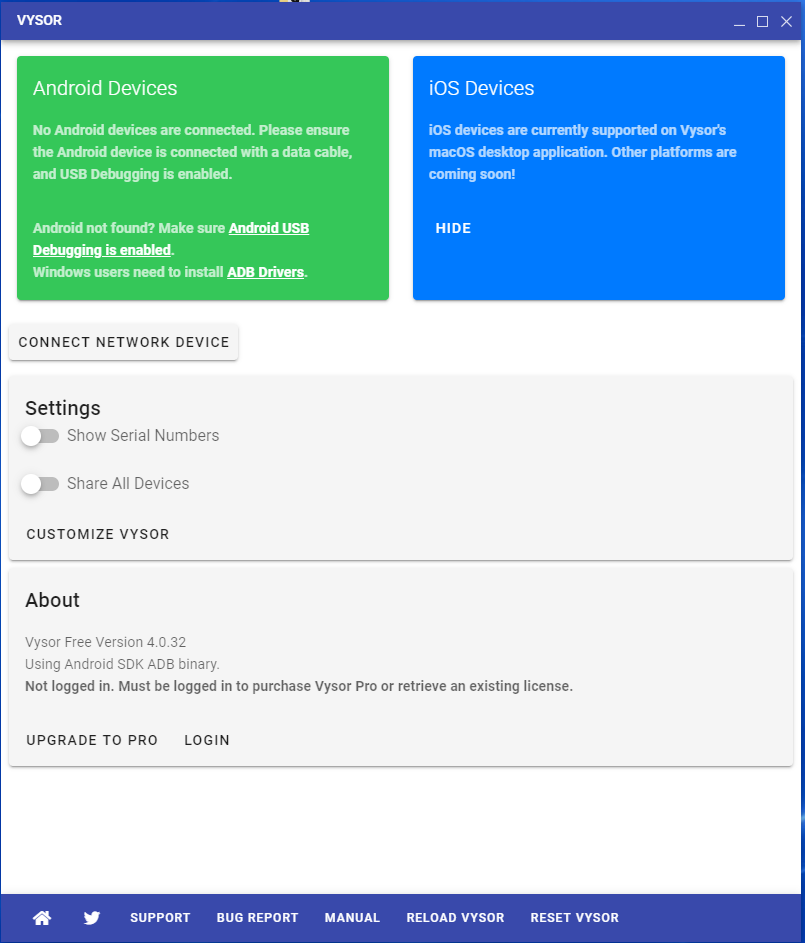 VYSOR
Android Devices
No Android devices are connected. Please ensure
the Android device is connected with a data cable,
and USB Debugging is enabled.
Android not found? Make sure Android USB
Debugging is enabled.
Windows users need to install ADB Drivers.
iOS Devices
iOS devices are currently supported on Vysor's
macOS desktop application. Other platforms are
coming soon!
HIDE
CONNECT NETWORK DEVICE
Settings
Show Serial Numbers
Share All Devices
CUSTOMIZE VYSOR
About
Vysor Free Version 4.0.32
Using Android SDK ADB binary.
Not logged in. Must be logged in to purchase Vysor Pro or retrieve an existing license.
UPGRADE TO PRO LOGIN
SUPPORT BUG REPORT MANUAL RELOAD VYSOR RESET VYSOR